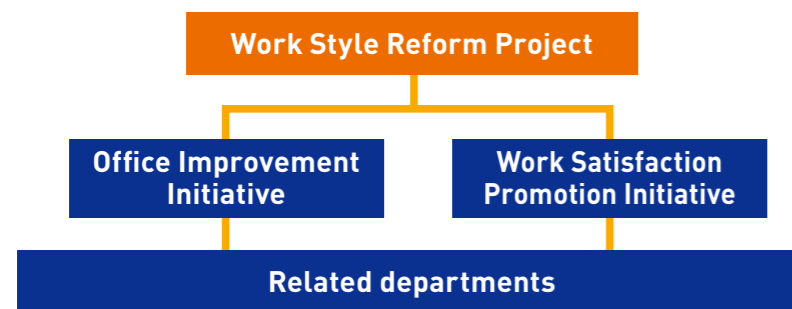 Work Style Reform Project
Office Improvement
Initiative
Work Satisfaction
Promotion Initiative
Related departments